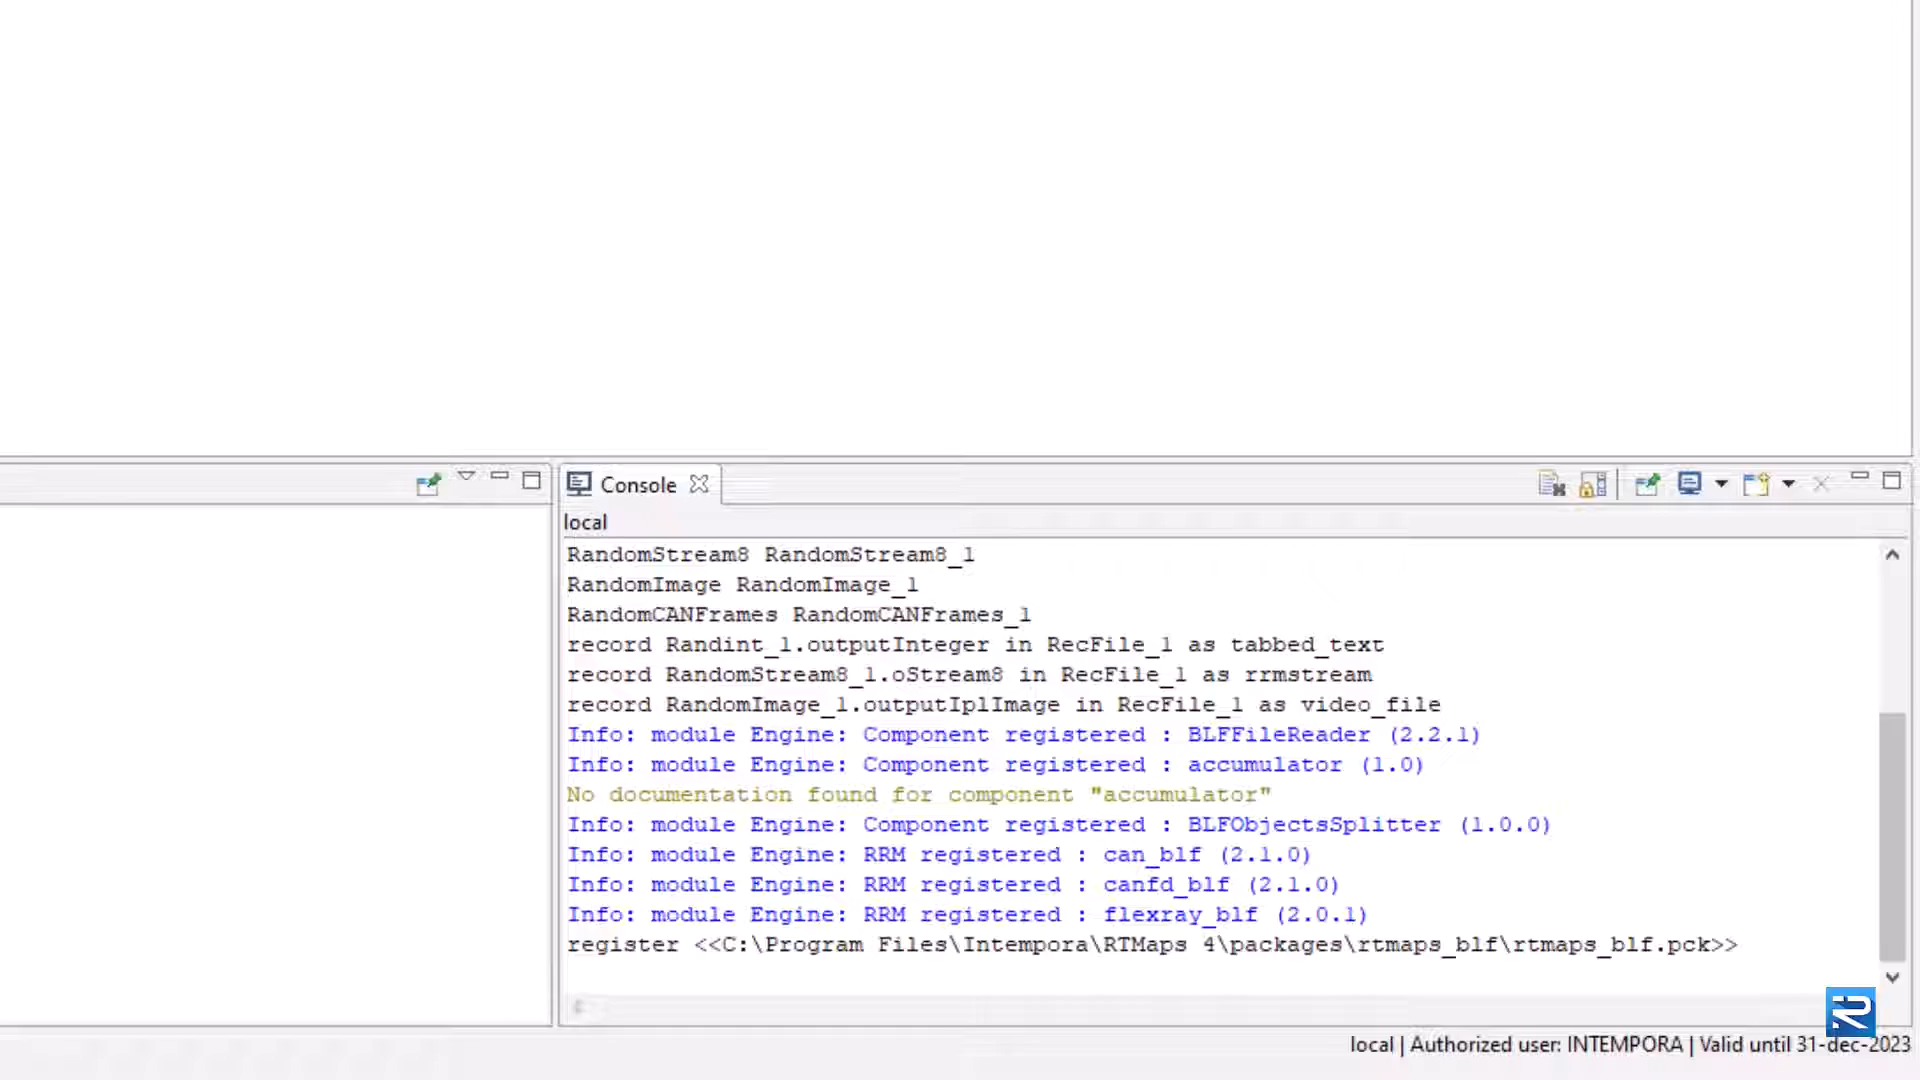 Console
local
RandomStream8 RandomStream8_1
RandomImage RandomImage_1
RandomCANFrames RandomCANFrames_1
record Randint_1.outputInteger in RecFile_1 as tabbed_text
record RandomStream8_1.oStream8 in RecFile_1 as rrmstream
record RandomImage_1.outputIplImage in RecFile_1 as video_file
Info: module Engine: Component registered : BLFFileReader (2.2.1)
Info: module Engine: Component registered : accumulator (1.0)
No documentation found for component "accumulator"
Info: module Engine: Component registered : BLFObjectsSplitter (1.0.0)
Info: module Engine: RRM registered : can_blf (2.1.0)
Info: module Engine: RRM registered : canfd_blf (2.1.0)
Info: module Engine: RRM registered : flexray_blf (2.0.1)
register <<C:\Program Files\Intempora\RTMaps 4\packages\rtmaps_blf\rtmaps_blf.pck>>
local | Authorized user: INTEMPORA | Valid until 31-dec-2023